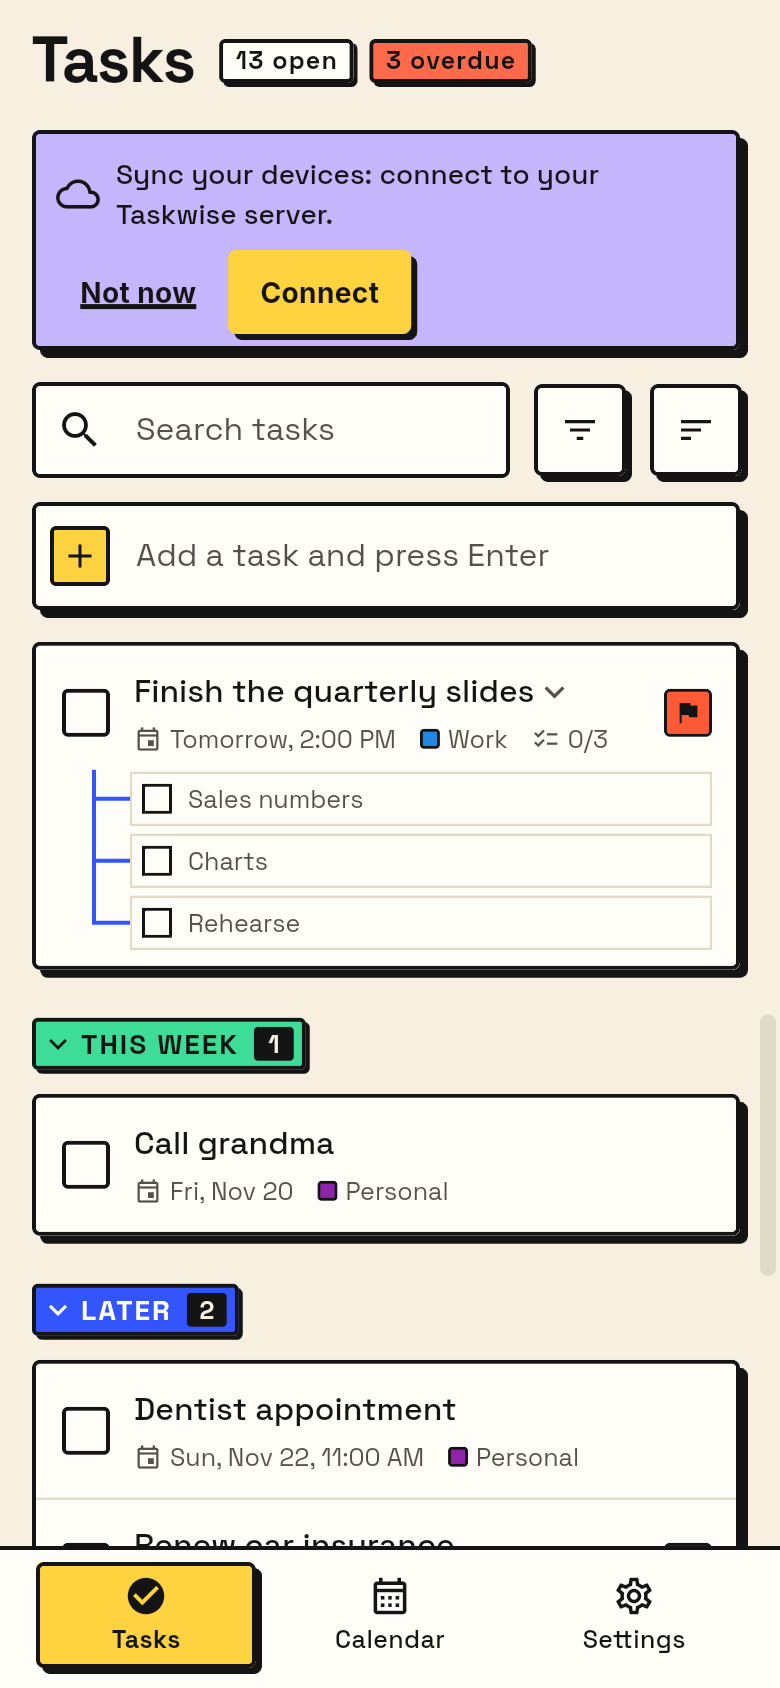 Tasks 13 open 3 overdue
Sync your devices: connect to your
Taskwise server.
Not now Connect
Search tasks
Add a task and press Enter
Finish the quarterly slides
Tomorrow, 2:00 PM Work 0/3
Sales numbers
Charts
Rehearse
THIS WEEK 1
Call grandma
Fri, Nov 20 Personal
LATER 2
Dentist appointment
Sun, Nov 22, 11:00 AM Personal
Renew car insurance
Tasks Calendar Settings